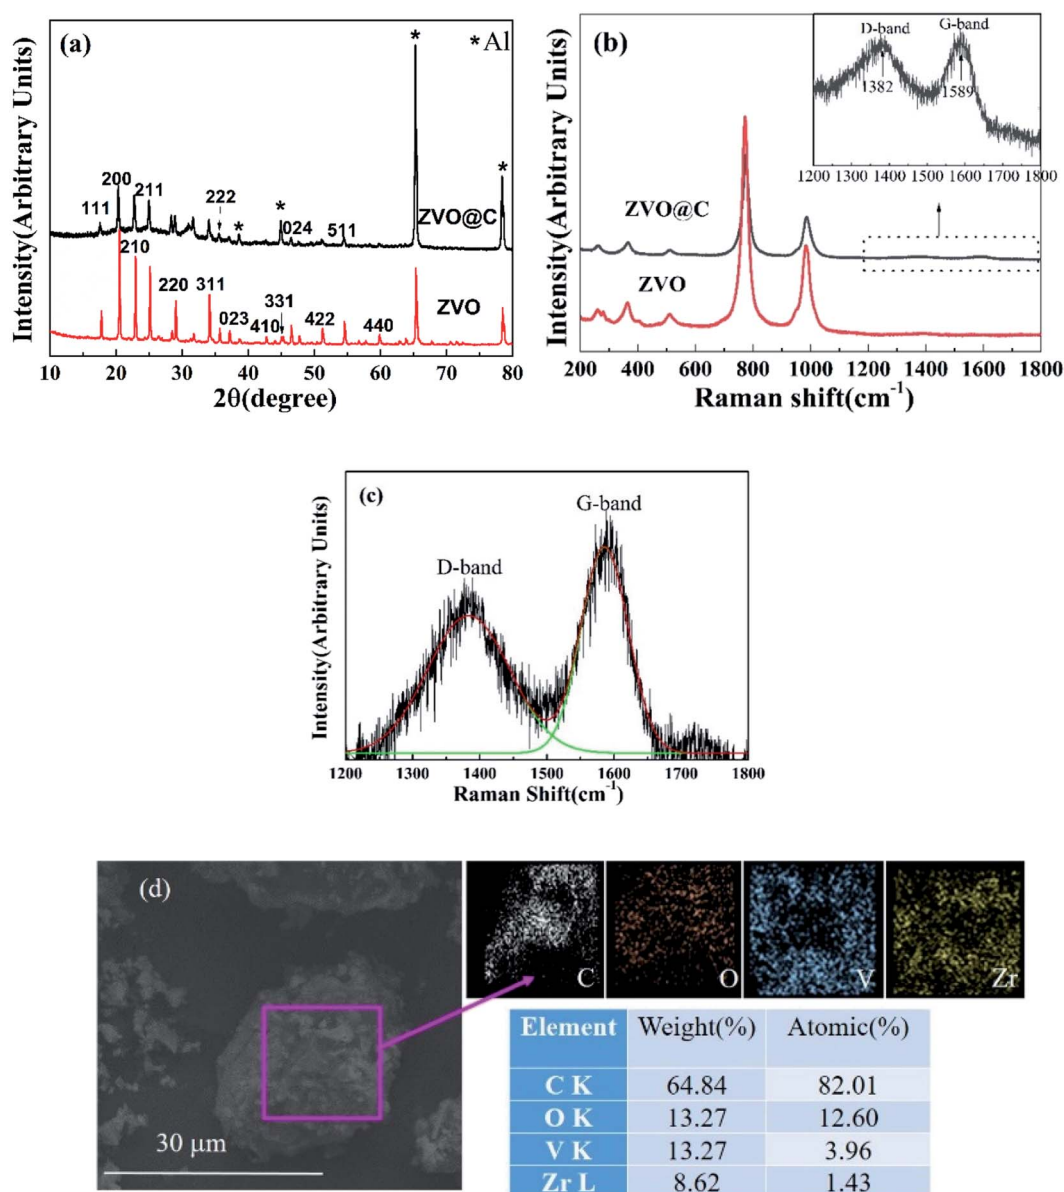 (a)
*Al
Intensity(Arbitrary Units)
111
200
211
222
*
*
024
511
*
*
ZVO@C
210
220
311
023
410
331
422
440
ZVO
10 20 30 40 50 60 70 80
2θ(degree)
(b)
Intensity(Arbitrary Units)
D-band
G-band
1382
1589
1200 1300 1400 1500 1600 1700 1800
ZVO@C
ZVO
200 400 600 800 1000 1200 1400 1600 1800
Raman shift(cm⁻¹)
(c)
Intensity(Arbitrary Units)
D-band
G-band
1200 1300 1400 1500 1600 1700 1800
Raman Shift(cm⁻¹)
(d)
30 μm
C
O
V
Zr
Element Weight(%) Atomic(%)
C K 64.84 82.01
O K 13.27 12.60
V K 13.27 3.96
Zr L 8.62 1.43